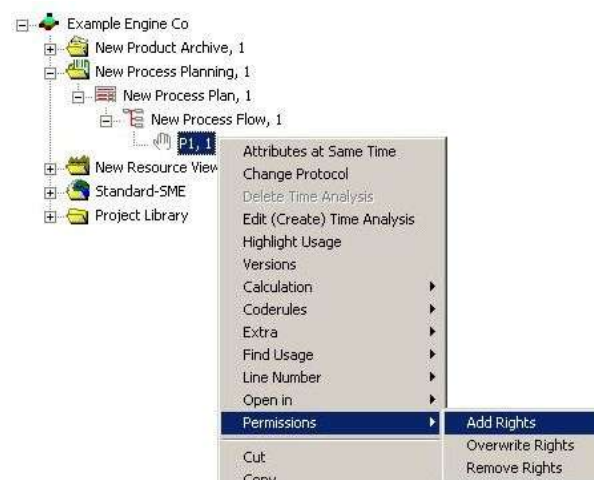 Example Engine Co
New Product Archive, 1
New Process Planning, 1
New Process Plan, 1
New Process Flow, 1
P1, 1
New Resource View
Standard-SME
Project Library
Attributes at Same Time
Change Protocol
Delete Time Analysis
Edit (Create) Time Analysis
Highlight Usage
Versions
Calculation
Coderules
Extra
Find Usage
Line Number
Open in
Permissions
Cut
Copy
Add Rights
Overwrite Rights
Remove Rights